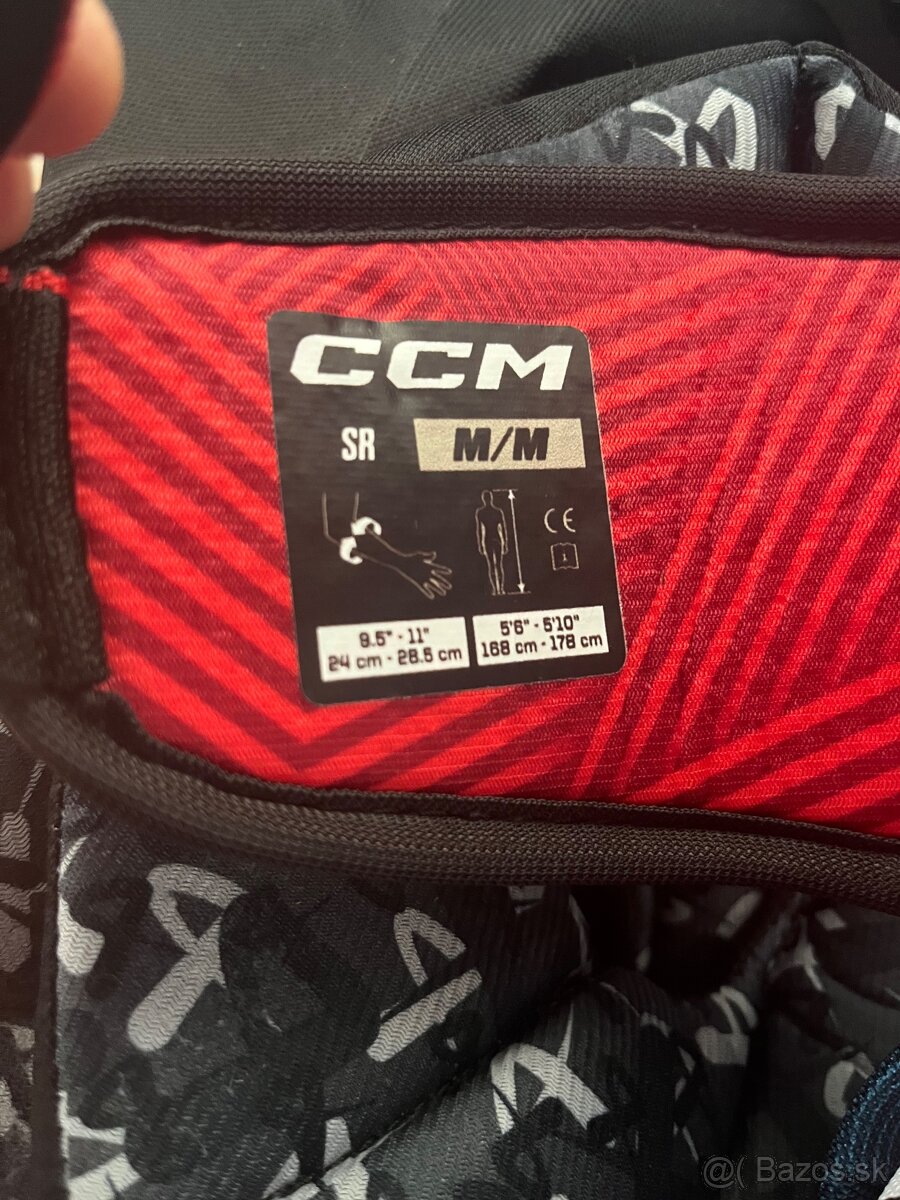 CCM
SR M/M
CE
i
9.5" - 11"
24 cm - 28.5 cm
5'6" - 5'10"
168 cm - 178 cm
@( Bazos.sk